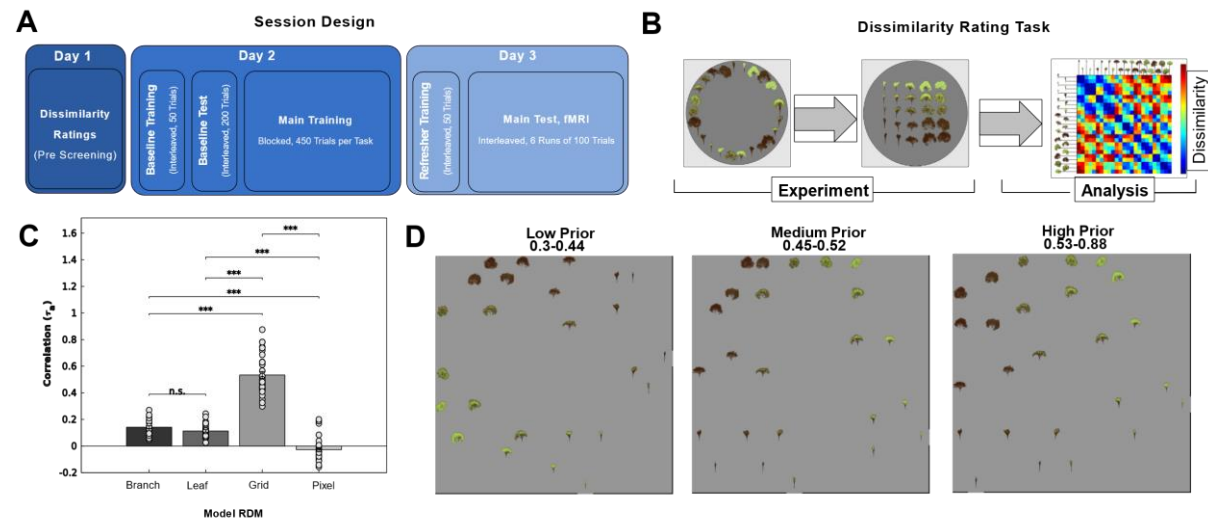 A
Session Design
Day 1
Dissimilarity
Ratings
(Pre Screening)
Day 2
Baseline Training
(Interleaved, 50 Trials)
Baseline Test
(Interleaved, 200 Trials)
Main Training
Blocked, 450 Trials per Task
Day 3
Refresher Training
(Interleaved, 50 Trials)
Main Test, fMRI
Interleaved, 6 Runs of 100 Trials
B
Dissimilarity Rating Task
Dissimilarity
Experiment
Analysis
C
Correlation (τa)
1.6
1.4
1.2
1
0.8
0.6
0.4
0.2
0
-0.2
***
***
***
***
***
n.s.
Branch
Leaf
Grid
Pixel
Model RDM
D
Low Prior
0.3-0.44
Medium Prior
0.45-0.52
High Prior
0.53-0.88